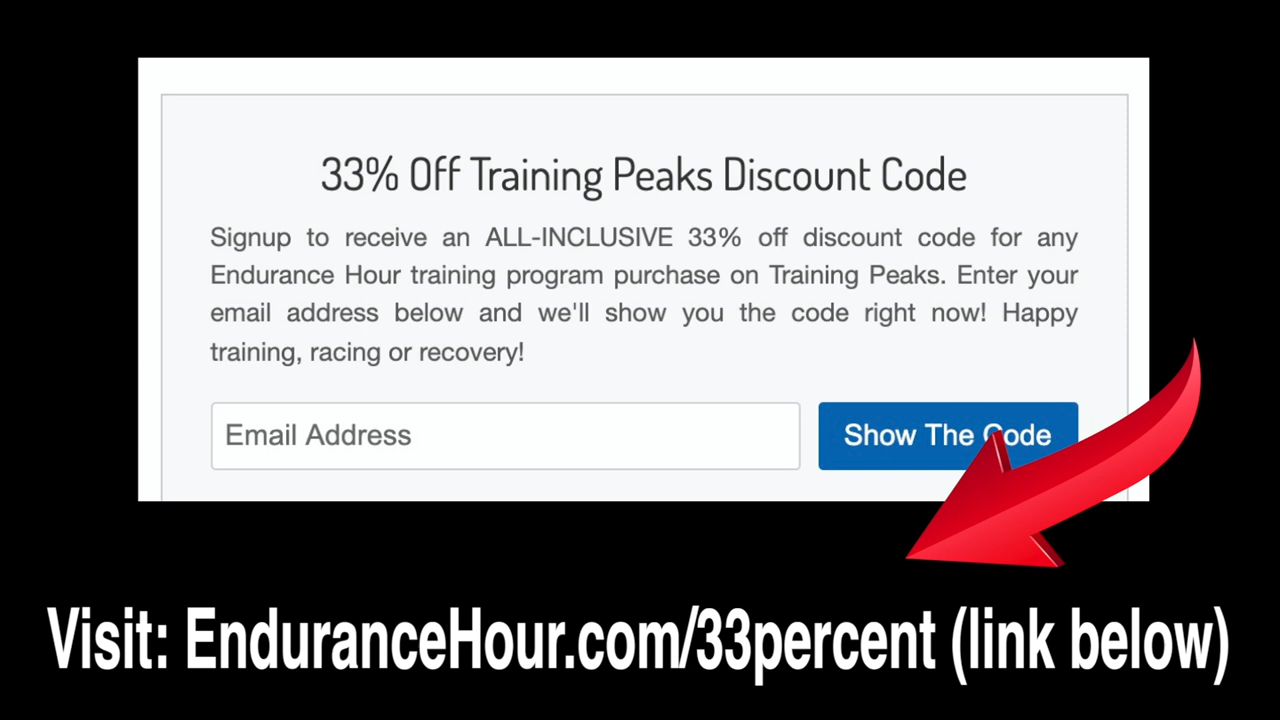 33% Off Training Peaks Discount Code
Signup to receive an ALL-INCLUSIVE 33% off discount code for any
Endurance Hour training program purchase on Training Peaks. Enter your
email address below and we'll show you the code right now! Happy
training, racing or recovery!
Email Address
Show The Code
Visit: EnduranceHour.com/33percent (link below)